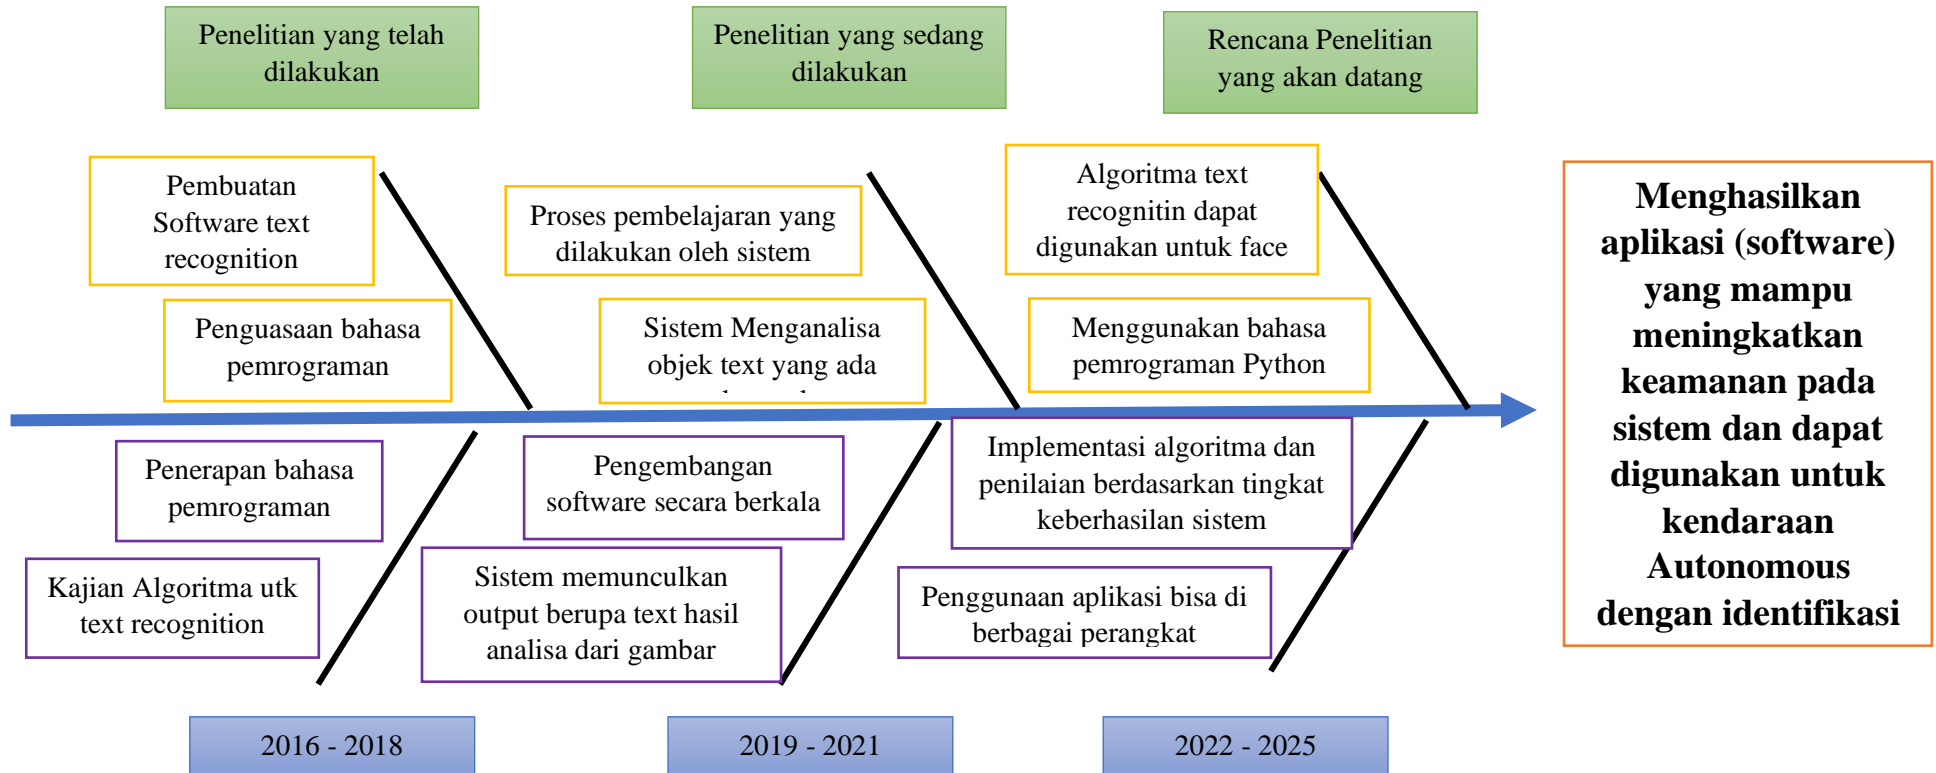 Penelitian yang telah
dilakukan
Penelitian yang sedang
dilakukan
Rencana Penelitian
yang akan datang
Pembuatan
Software text
recognition
Penguasaan bahasa
pemrograman
Proses pembelajaran yang
dilakukan oleh sistem
Sistem Menganalisa
objek text yang ada
Algoritma text
recognitin dapat
digunakan untuk face
Menggunakan bahasa
pemrograman Python
Penerapan bahasa
pemrograman
Kajian Algoritma utk
text recognition
Pengembangan
software secara berkala
Sistem memunculkan
output berupa text hasil
analisa dari gambar
Implementasi algoritma dan
penilaian berdasarkan tingkat
keberhasilan sistem
Penggunaan aplikasi bisa di
berbagai perangkat
Menghasilkan
aplikasi (software)
yang mampu
meningkatkan
keamanan pada
sistem dan dapat
digunakan untuk
kendaraan
Autonomous
dengan identifikasi
2016 - 2018
2019 - 2021
2022 - 2025